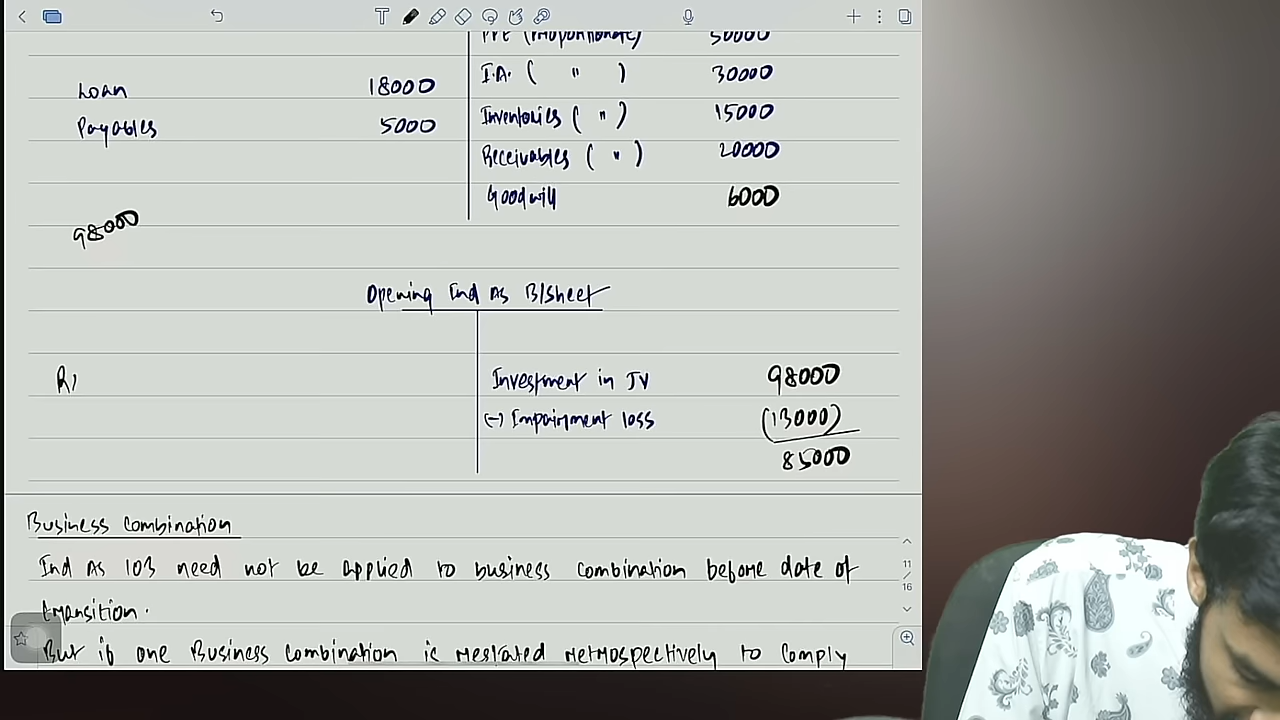 PPE (Proportionate) 50000
Loan 18000 I.A. ( " ) 30000
Payables 5000 Inventories ( " ) 15000
Receivables ( " ) 20000
Goodwill 6000
98000
Opening Ind As B/Sheet
R/ Investment in JV 98000
(-) Impairment loss (13000)
85000
Business Combination
Ind As 103 need not be applied to business combination before date of
transition.
But if one Business Combination is restated retrospectively to comply
11
/
16